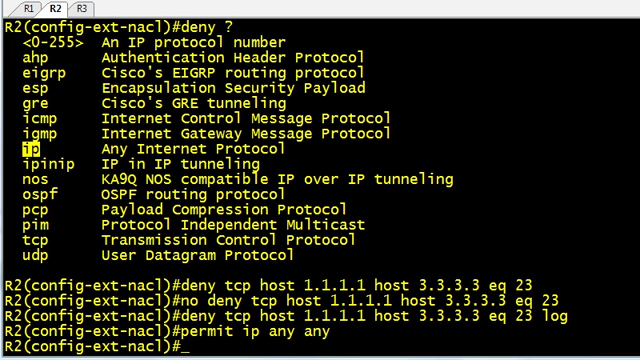 R1 R2 R3
R2(config-ext-nacl)#deny ?
<0-255> An IP protocol number
ahp Authentication Header Protocol
eigrp Cisco's EIGRP routing protocol
esp Encapsulation Security Payload
gre Cisco's GRE tunneling
icmp Internet Control Message Protocol
igmp Internet Gateway Message Protocol
ip Any Internet Protocol
ipinip IP in IP tunneling
nos KA9Q NOS compatible IP over IP tunneling
ospf OSPF routing protocol
pcp Payload Compression Protocol
pim Protocol Independent Multicast
tcp Transmission Control Protocol
udp User Datagram Protocol
R2(config-ext-nacl)#deny tcp host 1.1.1.1 host 3.3.3.3 eq 23
R2(config-ext-nacl)#no deny tcp host 1.1.1.1 host 3.3.3.3 eq 23
R2(config-ext-nacl)#deny tcp host 1.1.1.1 host 3.3.3.3 eq 23 log
R2(config-ext-nacl)#permit ip any any
R2(config-ext-nacl)#_